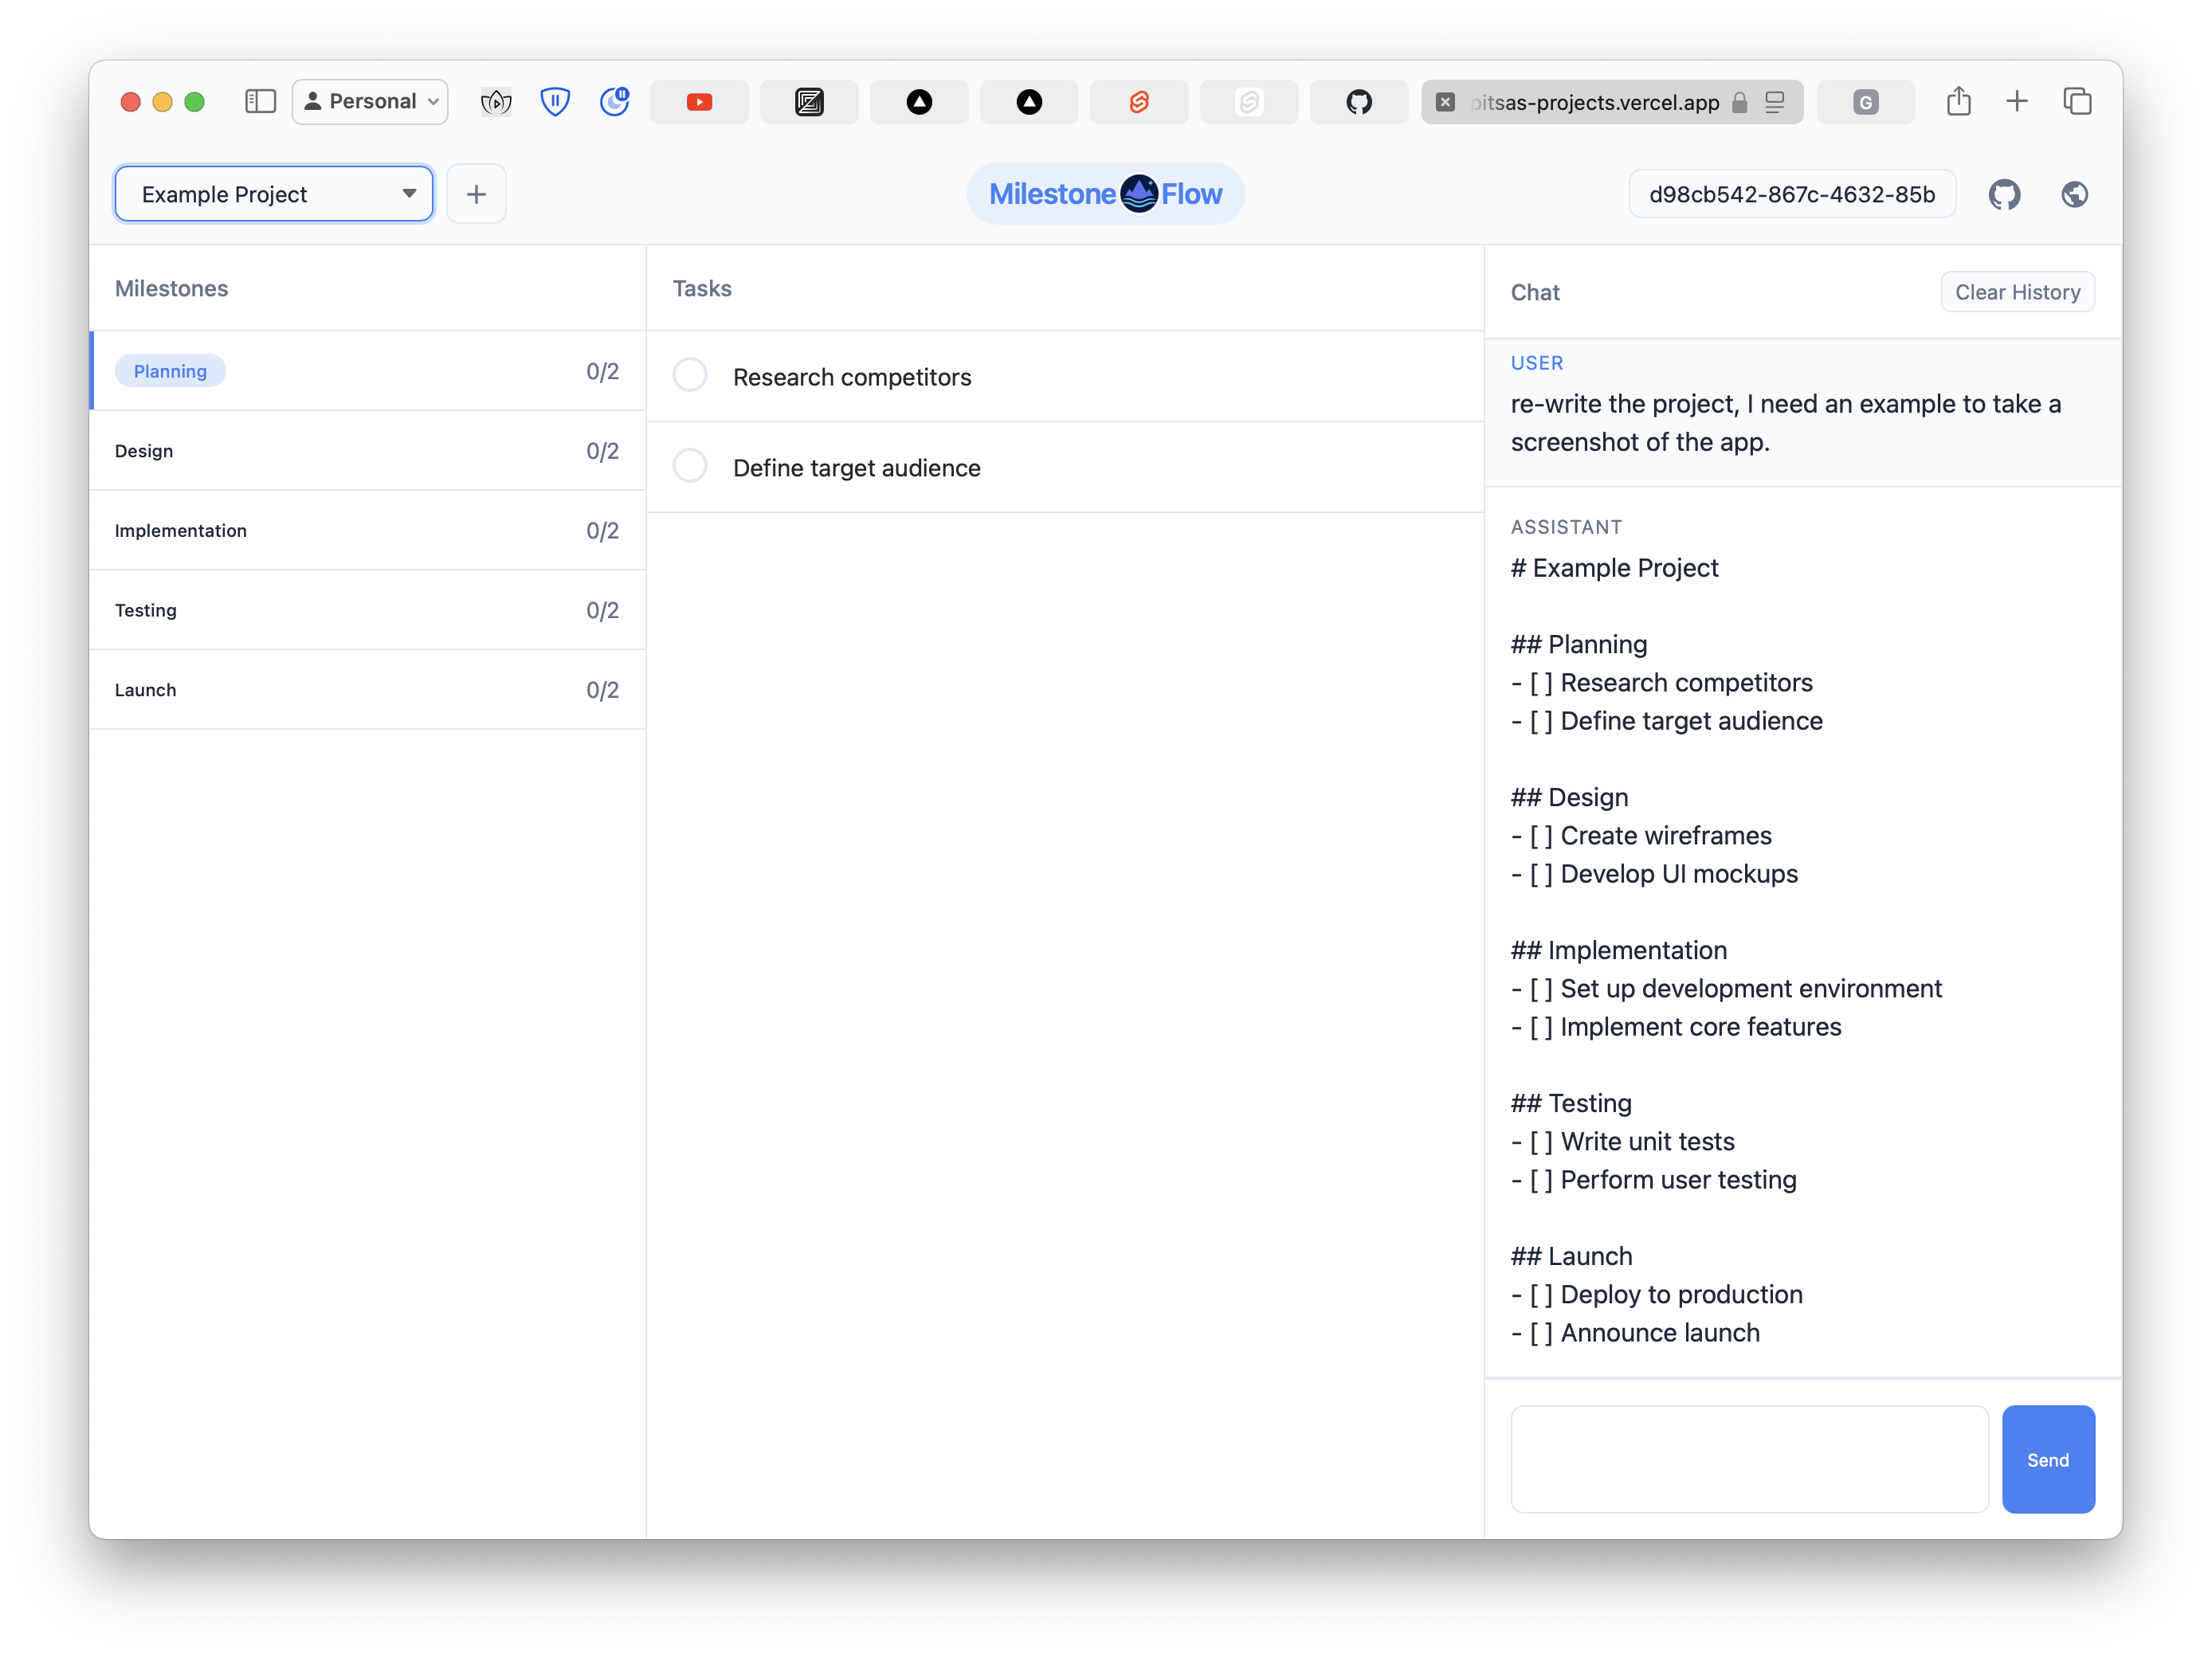 Personal
pitsas-projects.vercel.app
G
Example Project
Milestone Flow
d98cb542-867c-4632-85b
Milestones
Planning 0/2
Design 0/2
Implementation 0/2
Testing 0/2
Launch 0/2
Tasks
Research competitors
Define target audience
Chat
Clear History
USER
re-write the project, I need an example to take a
screenshot of the app.
ASSISTANT
# Example Project
## Planning
- [ ] Research competitors
- [ ] Define target audience
## Design
- [ ] Create wireframes
- [ ] Develop UI mockups
## Implementation
- [ ] Set up development environment
- [ ] Implement core features
## Testing
- [ ] Write unit tests
- [ ] Perform user testing
## Launch
- [ ] Deploy to production
- [ ] Announce launch
Send